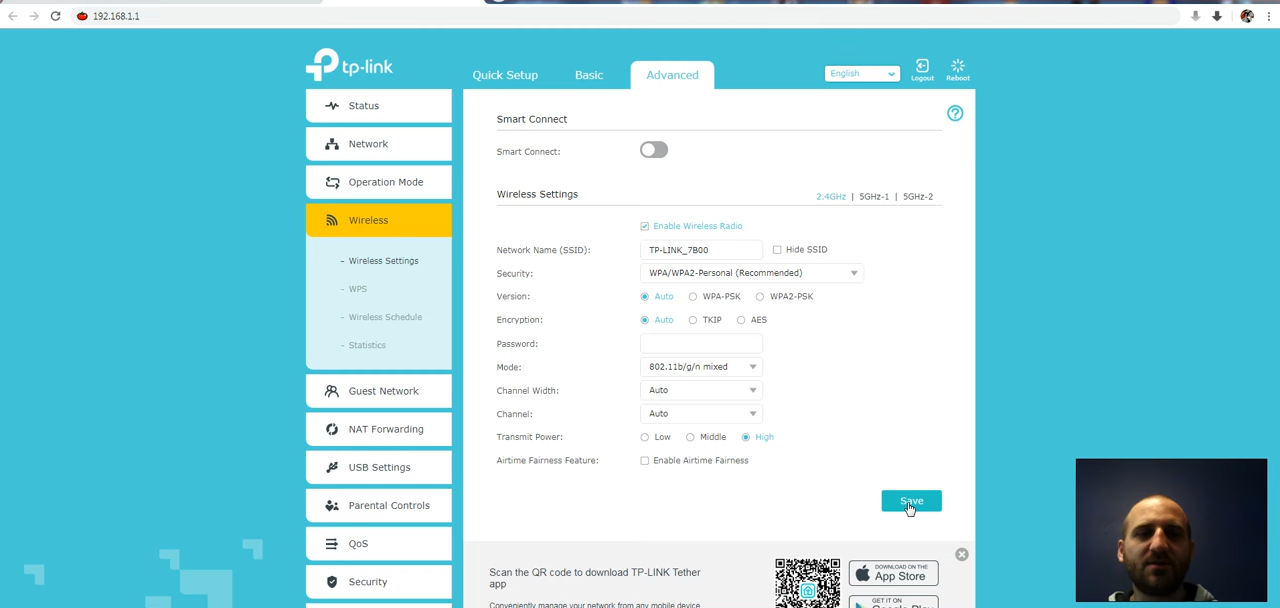 192.168.1.1
tp-link
Quick Setup Basic Advanced
English Logout Reboot
Status
Network
Operation Mode
Wireless
- Wireless Settings
- WPS
- Wireless Schedule
- Statistics
Guest Network
NAT Forwarding
USB Settings
Parental Controls
QoS
Security
Smart Connect
?
Smart Connect:
Wireless Settings 2.4GHz | 5GHz-1 | 5GHz-2
Enable Wireless Radio
Network Name (SSID): TP-LINK_7B00 Hide SSID
Security: WPA/WPA2-Personal (Recommended)
Version: Auto WPA-PSK WPA2-PSK
Encryption: Auto TKIP AES
Password:
Mode: 802.11b/g/n mixed
Channel Width: Auto
Channel: Auto
Transmit Power: Low Middle High
Airtime Fairness Feature: Enable Airtime Fairness
Save
Scan the QR code to download TP-LINK Tether
app
Conveniently manage your network from any mobile device
DOWNLOAD ON THE
App Store
GET IT ON
Google Play